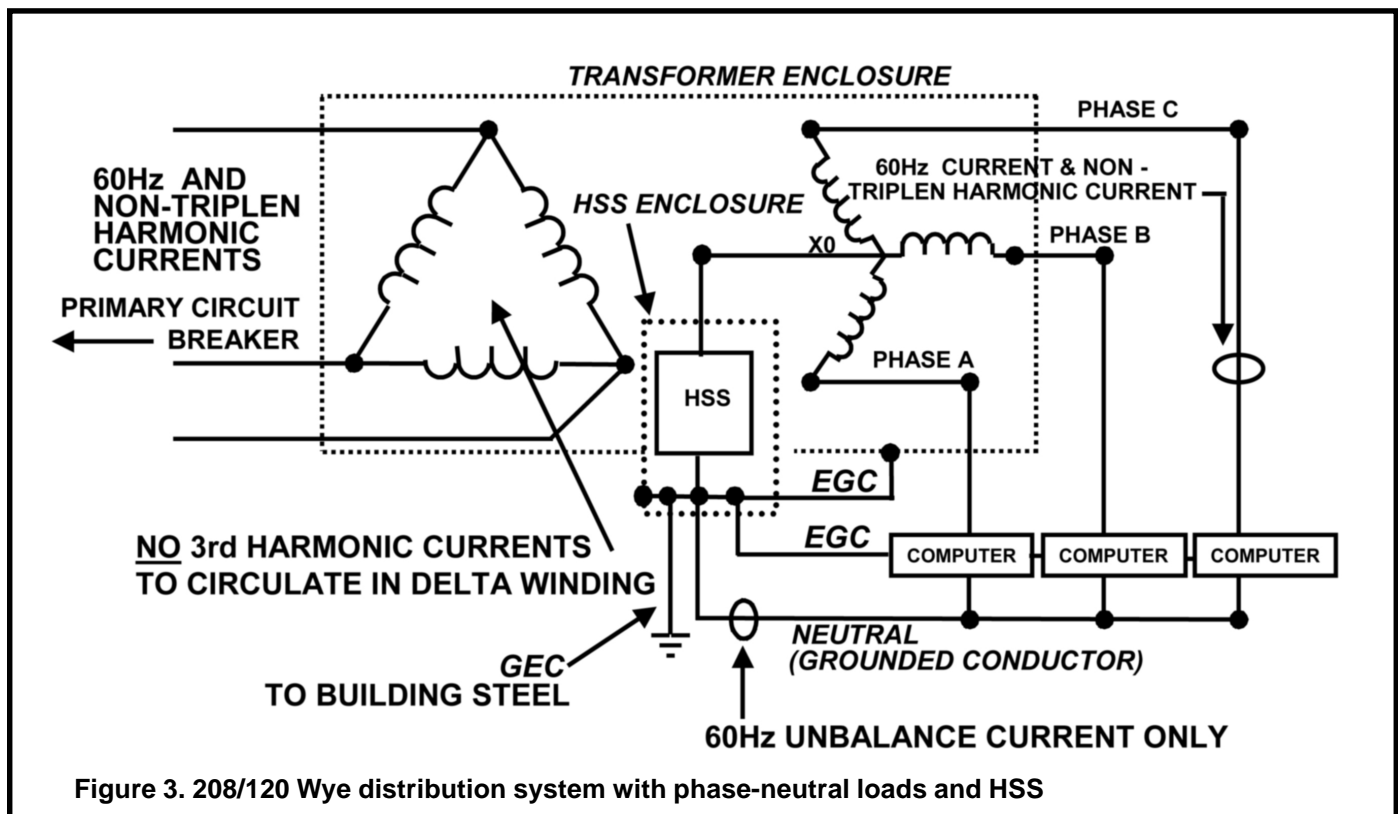 TRANSFORMER ENCLOSURE
PHASE C
60Hz AND
NON-TRIPLEN
HARMONIC
CURRENTS
HSS ENCLOSURE
60Hz CURRENT & NON -
TRIPLEN HARMONIC CURRENT
X0
PHASE B
PRIMARY CIRCUIT
BREAKER
PHASE A
HSS
EGC
EGC
COMPUTER
COMPUTER
COMPUTER
NO 3rd HARMONIC CURRENTS
TO CIRCULATE IN DELTA WINDING
NEUTRAL
(GROUNDED CONDUCTOR)
GEC
TO BUILDING STEEL
60Hz UNBALANCE CURRENT ONLY
Figure 3. 208/120 Wye distribution system with phase-neutral loads and HSS